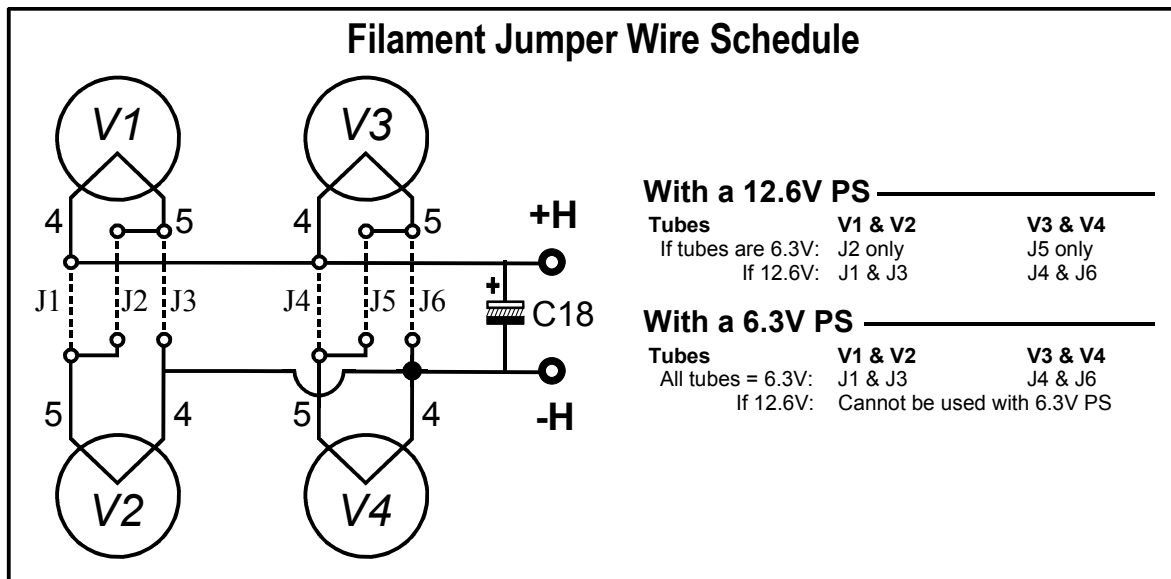 Filament Jumper Wire Schedule
V1
V3
4
5
4
5
+H
J1
J2
J3
J4
J5
J6
+
C18
5
4
5
4
-H
V2
V4
With a 12.6V PS
Tubes V1 & V2 V3 & V4
If tubes are 6.3V: J2 only J5 only
If 12.6V: J1 & J3 J4 & J6
With a 6.3V PS
Tubes V1 & V2 V3 & V4
All tubes = 6.3V: J1 & J3 J4 & J6
If 12.6V: Cannot be used with 6.3V PS